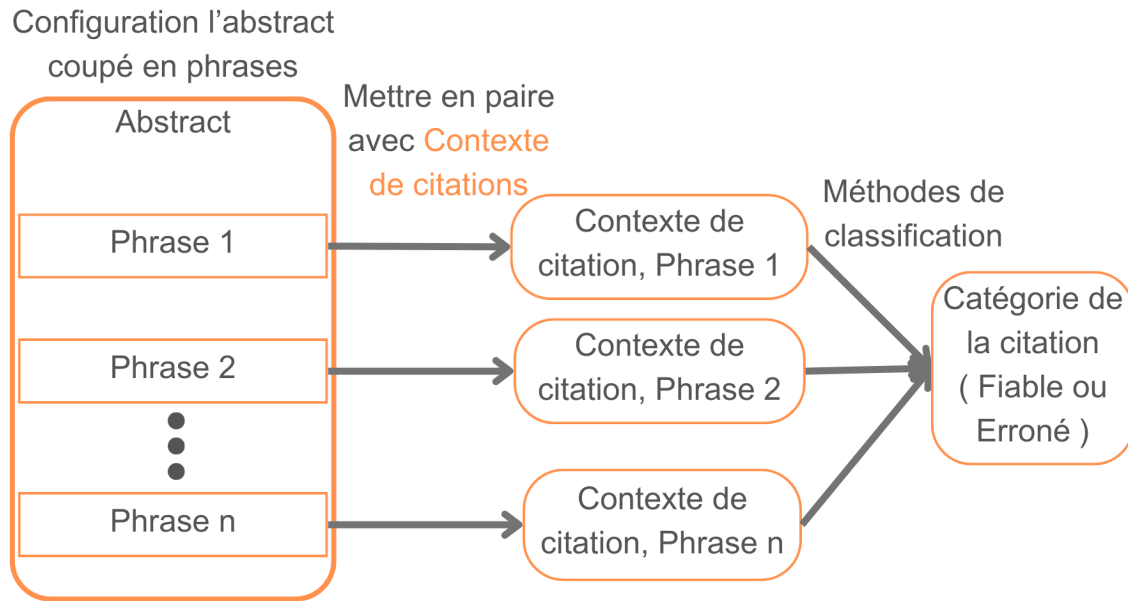 Configuration l’abstract
coupé en phrases
Abstract
Mettre en paire
avec Contexte
de citations
Phrase 1
Contexte de
citation, Phrase 1
Méthodes de
classification
Phrase 2
Contexte de
citation, Phrase 2
Catégorie de
la citation
( Fiable ou
Erroné )
Phrase n
Contexte de
citation, Phrase n